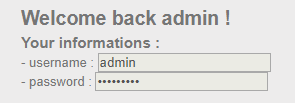 Welcome back admin !
Your informations :
- username : admin
- password : •••••••••